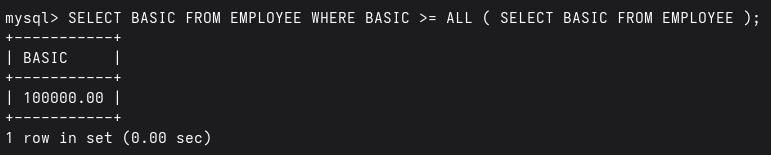 mysql> SELECT BASIC FROM EMPLOYEE WHERE BASIC >= ALL ( SELECT BASIC FROM EMPLOYEE );
+-----------+
| BASIC     |
+-----------+
| 100000.00 |
+-----------+
1 row in set (0.00 sec)